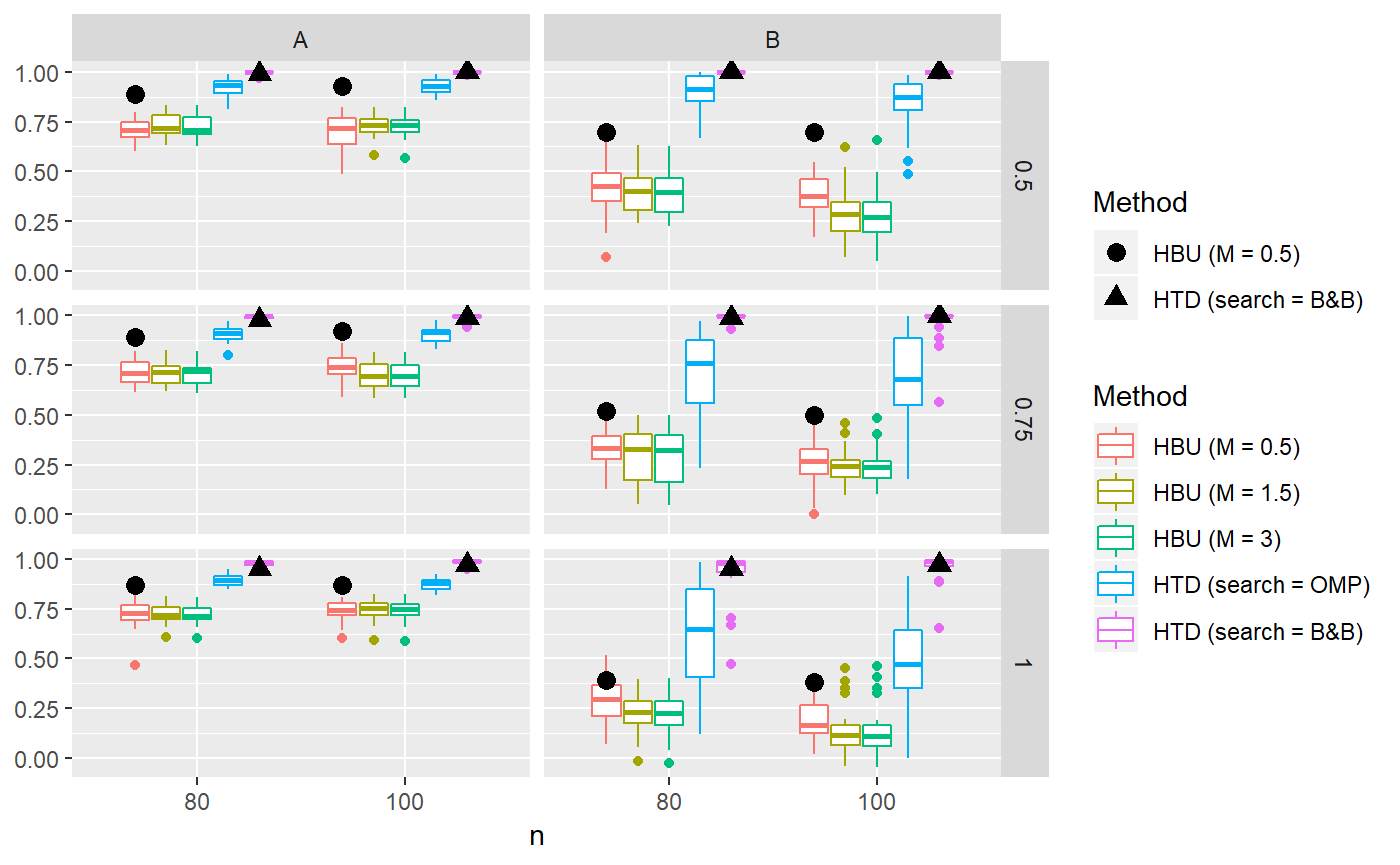 A B
1.00
0.75
0.50
0.25
0.00
0.5
1.00
0.75
0.50
0.25
0.00
0.75
1.00
0.75
0.50
0.25
0.00
1
80 100 80 100
n
Method
HBU (M = 0.5)
HTD (search = B&B)
Method
HBU (M = 0.5)
HBU (M = 1.5)
HBU (M = 3)
HTD (search = OMP)
HTD (search = B&B)